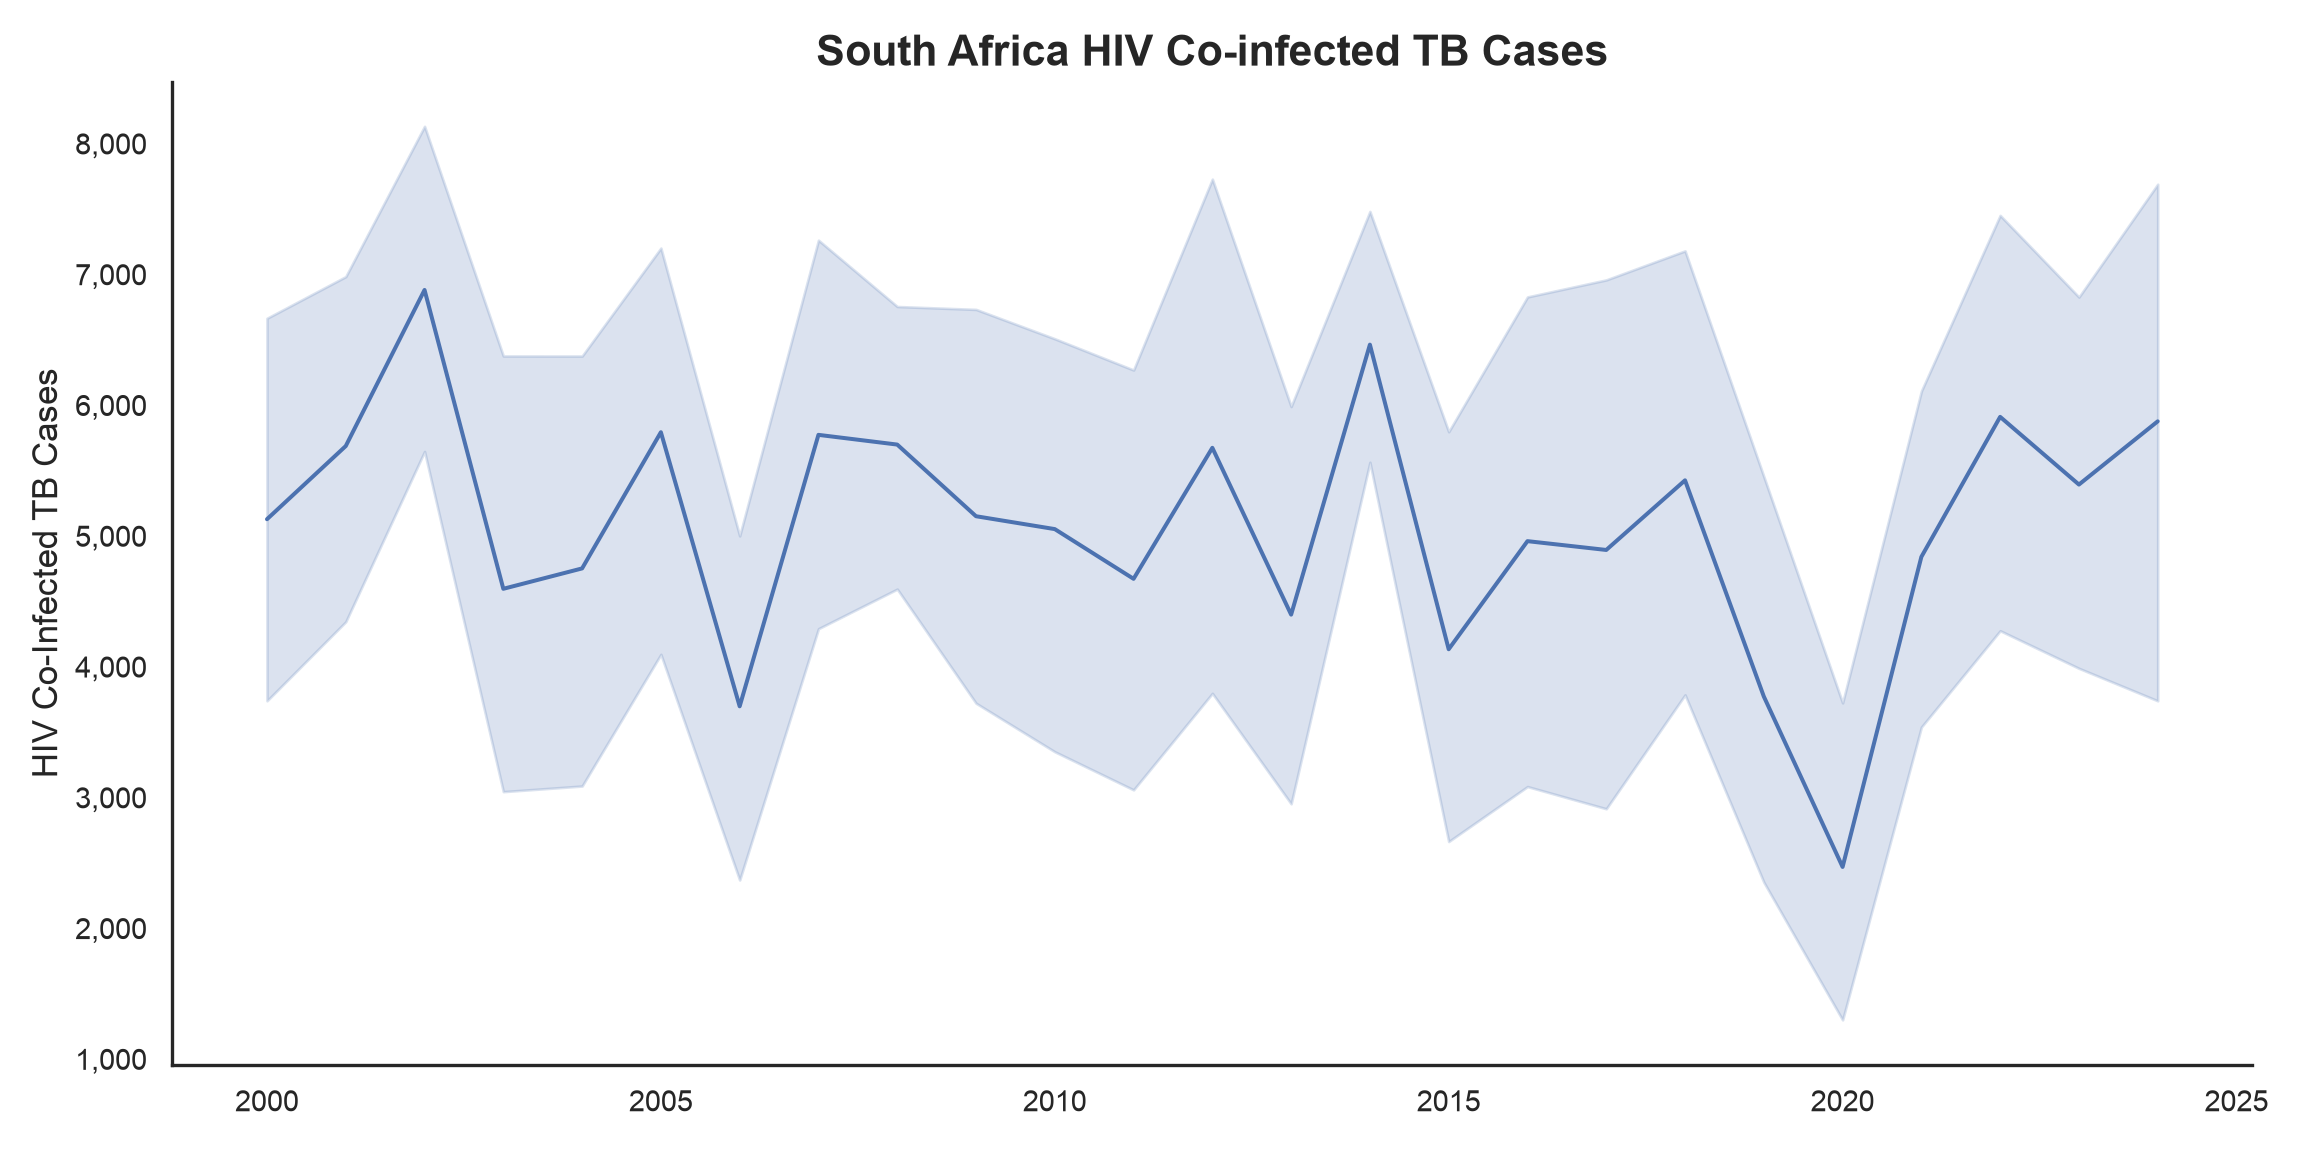 South Africa HIV Co-infected TB Cases
HIV Co-Infected TB Cases
8,000
7,000
6,000
5,000
4,000
3,000
2,000
1,000
2000 2005 2010 2015 2020 2025